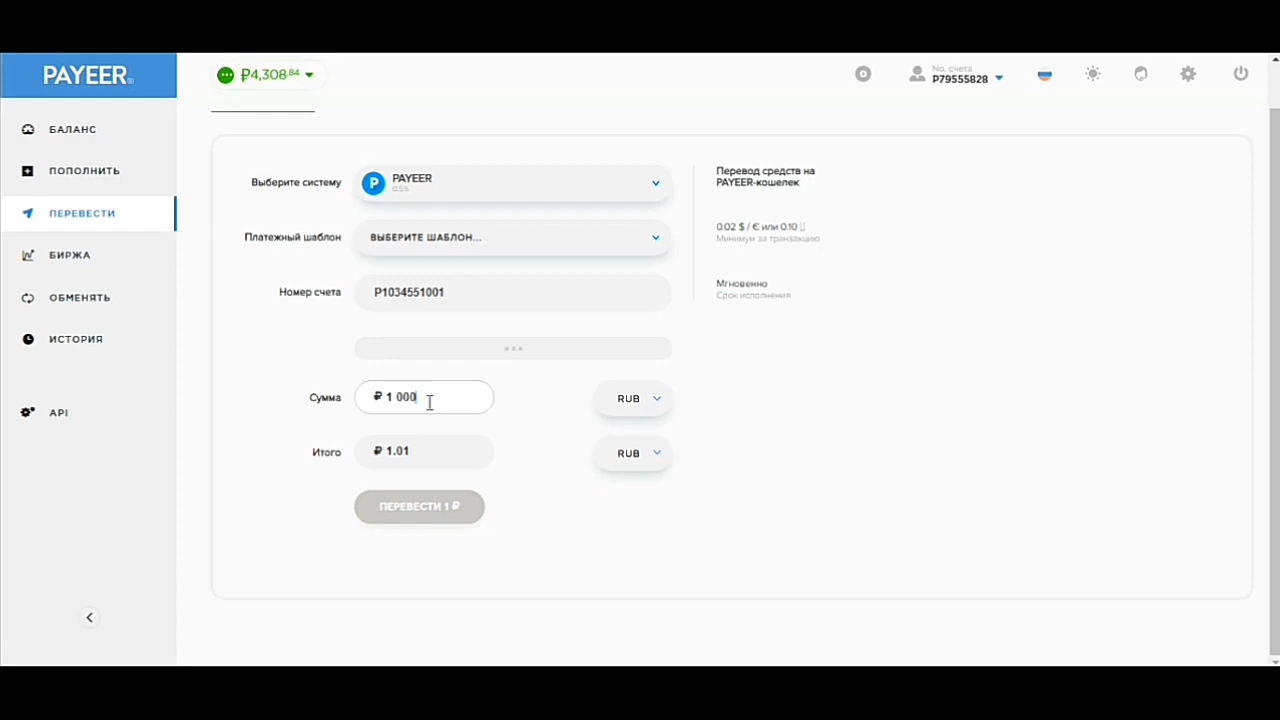 PAYEER®
₽4,308.84
No. счета
P79555828
БАЛАНС
ПОПОЛНИТЬ
ПЕРЕВЕСТИ
БИРЖА
ОБМЕНЯТЬ
ИСТОРИЯ
API
Выберите систему
PAYEER
0.5%
Платежный шаблон
ВЫБЕРИТЕ ШАБЛОН...
Номер счета
P1034551001
Сумма
₽ 1 000
RUB
Итого
₽ 1.01
RUB
ПЕРЕВЕСТИ 1 ₽
Перевод средств на
PAYEER-кошелек
0.02 $ / € или 0.10
Минимум за транзакцию
Мгновенно
Срок исполнения